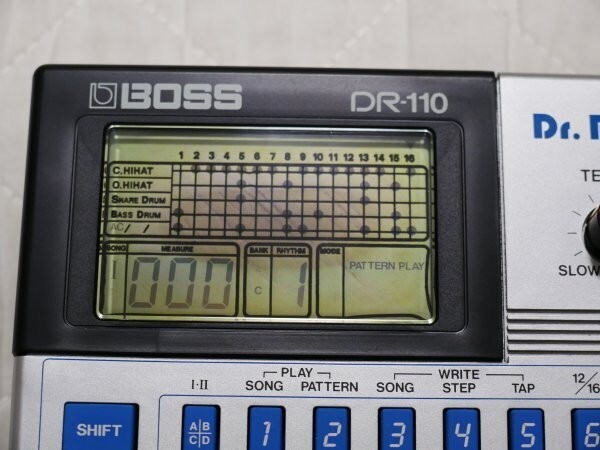 BOSS DR-110
Dr.
1 2 3 4 5 6 7 8 9 10 11 12 13 14 15 16
C.HIHAT
O.HIHAT
SNARE DRUM
BASS DRUM
AC/ /
SONG MEASURE BANK RHYTHM MODE
I 000 C 1 PATTERN PLAY
SLOW
I·II PLAY WRITE 12/
SONG PATTERN SONG STEP TAP 16
SHIFT A B 1 2 3 4 5 6
C D